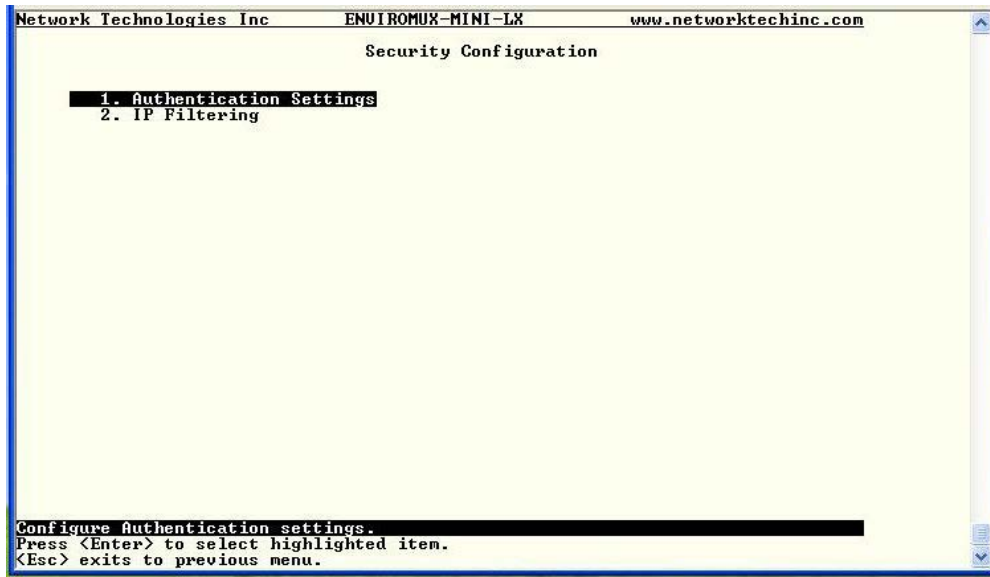 Network Technologies Inc ENVIROMUX-MINI-LX www.networktechinc.com
Security Configuration
1. Authentication Settings
2. IP Filtering
Configure Authentication settings.
Press <Enter> to select highlighted item.
<Esc> exits to previous menu.